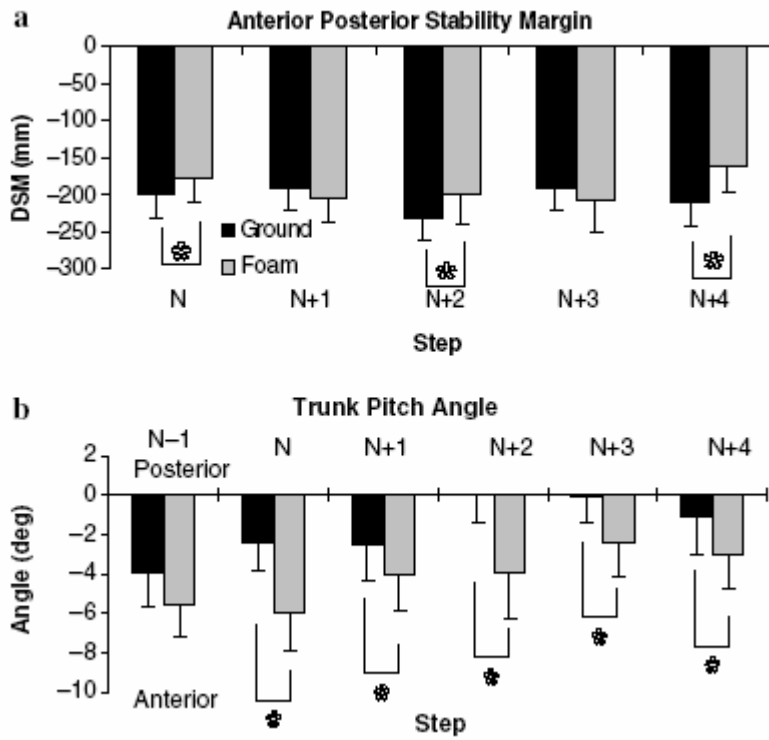 a
Anterior Posterior Stability Margin
0
−50
−100
−150
−200
−250
−300
DSM (mm)
Ground
Foam
N N+1 N+2 N+3 N+4
Step
b
Trunk Pitch Angle
N−1 N N+1 N+2 N+3 N+4
Posterior
2
0
−2
−4
−6
−8
−10
Angle (deg)
Anterior
Step